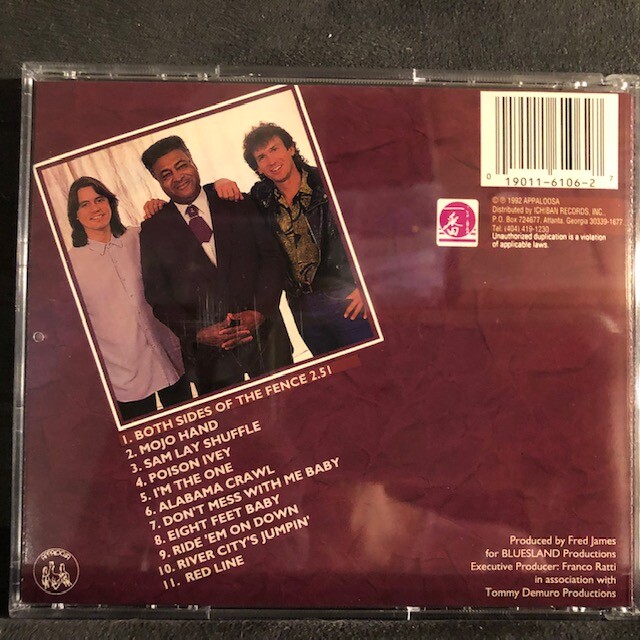 0 19011-6106-2 7
© ℗ 1992 APPALOOSA
Distributed by ICHIBAN RECORDS, INC.
P.O. Box 724677, Atlanta, Georgia 30339-1677
Tel: (404) 419-1230
Unauthorized duplication is a violation
of applicable laws.
1. BOTH SIDES OF THE FENCE 2.51
2. MOJO HAND
3. SAM LAY SHUFFLE
4. POISON IVEY
5. I'M THE ONE
6. ALABAMA CRAWL
7. DON'T MESS WITH ME BABY
8. EIGHT FEET BABY
9. RIDE 'EM ON DOWN
10. RIVER CITY'S JUMPIN'
11. RED LINE
Produced by Fred James
for BLUESLAND Productions
Executive Producer: Franco Ratti
in association with
Tommy Demuro Productions
APPALOOSA